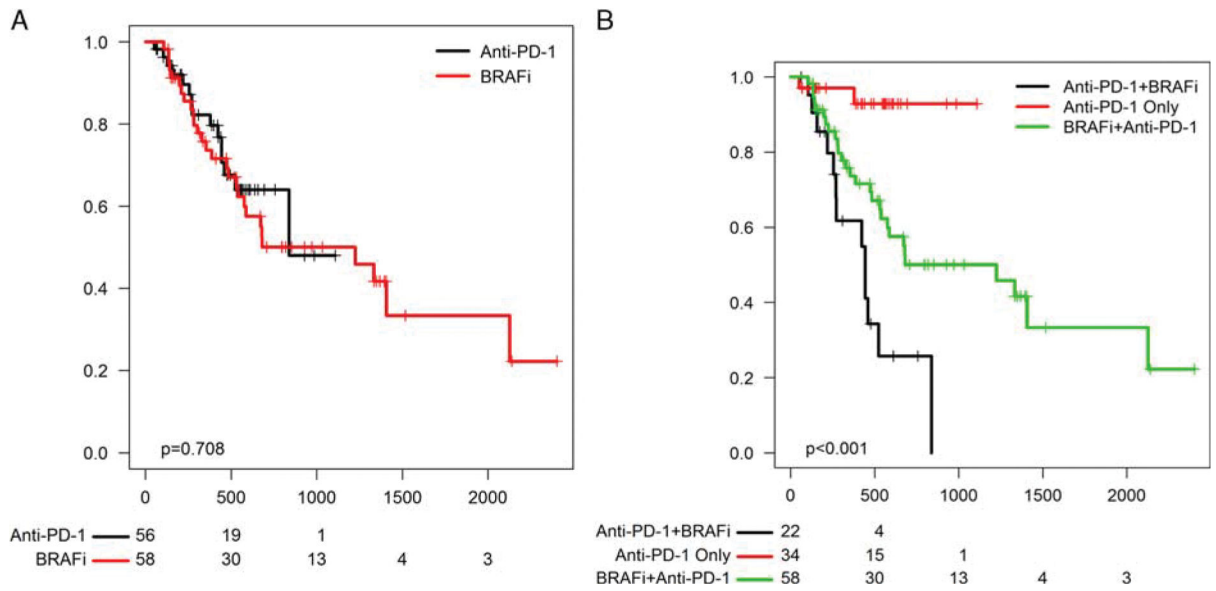 A
1.0
0.8
0.6
0.4
0.2
0.0
Anti-PD-1
BRAFi
p=0.708
0 500 1000 1500 2000
Anti-PD-1 56 19 1
BRAFi 58 30 13 4 3
B
1.0
0.8
0.6
0.4
0.2
0.0
Anti-PD-1+BRAFi
Anti-PD-1 Only
BRAFi+Anti-PD-1
p<0.001
0 500 1000 1500 2000
Anti-PD-1+BRAFi 22 4
Anti-PD-1 Only 34 15 1
BRAFi+Anti-PD-1 58 30 13 4 3